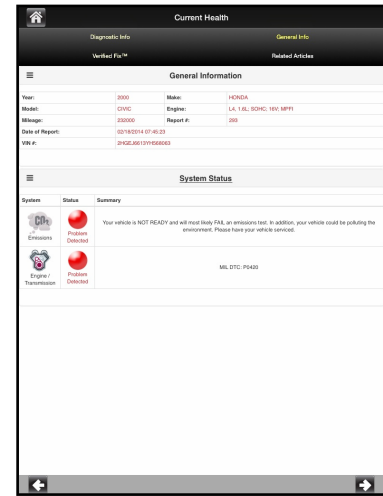 Current Health
Diagnostic Info General Info
Verified Fix™ Related Articles
General Information
Year: 2000 Make: HONDA
Model: CIVIC Engine: L4, 1.6L; SOHC; 16V; MPFI
Mileage: 232000 Report #: 293
Date of Report: 02/18/2014 07:45:23
VIN #: 2HGEJ6613YH568063
System Status
System Status Summary
CO₂
Your vehicle is NOT READY and will most likely FAIL an emissions test. In addition, your vehicle could be polluting the
environment. Please have your vehicle serviced.
Emissions Problem
Detected
MIL DTC: P0420
Engine / Problem
Transmission Detected